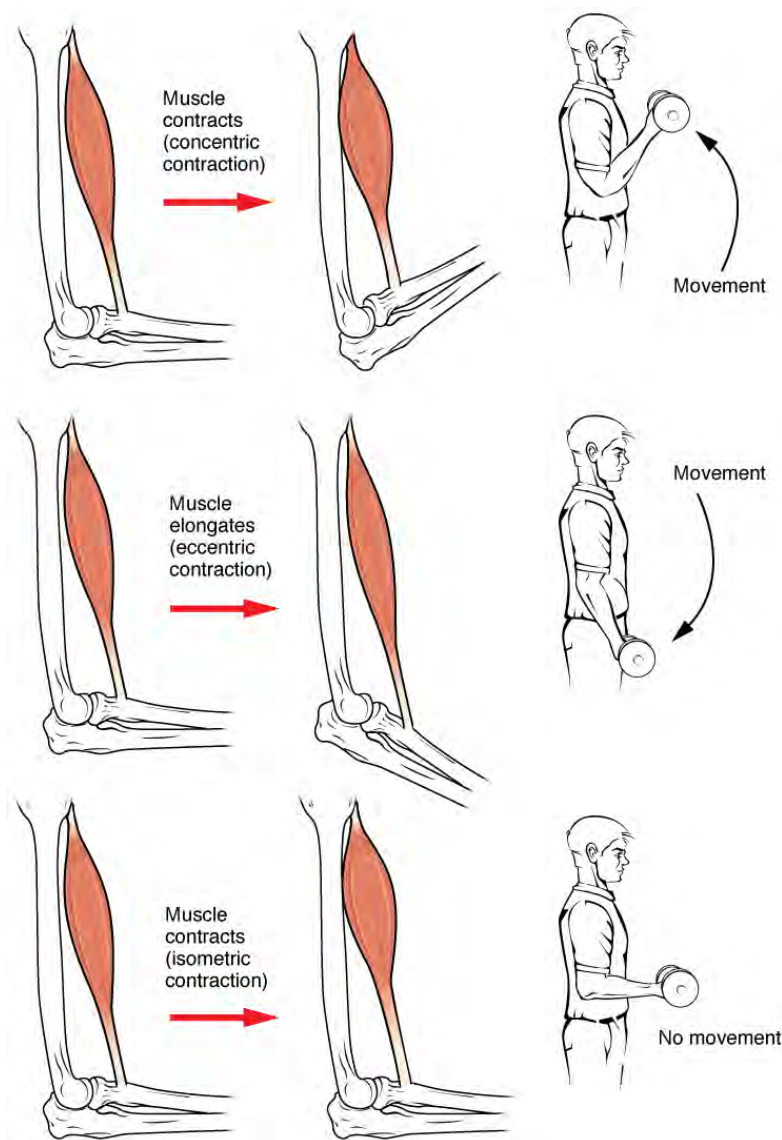 Muscle
contracts
(concentric
contraction)
Movement
Muscle
elongates
(eccentric
contraction)
Movement
Muscle
contracts
(isometric
contraction)
No movement